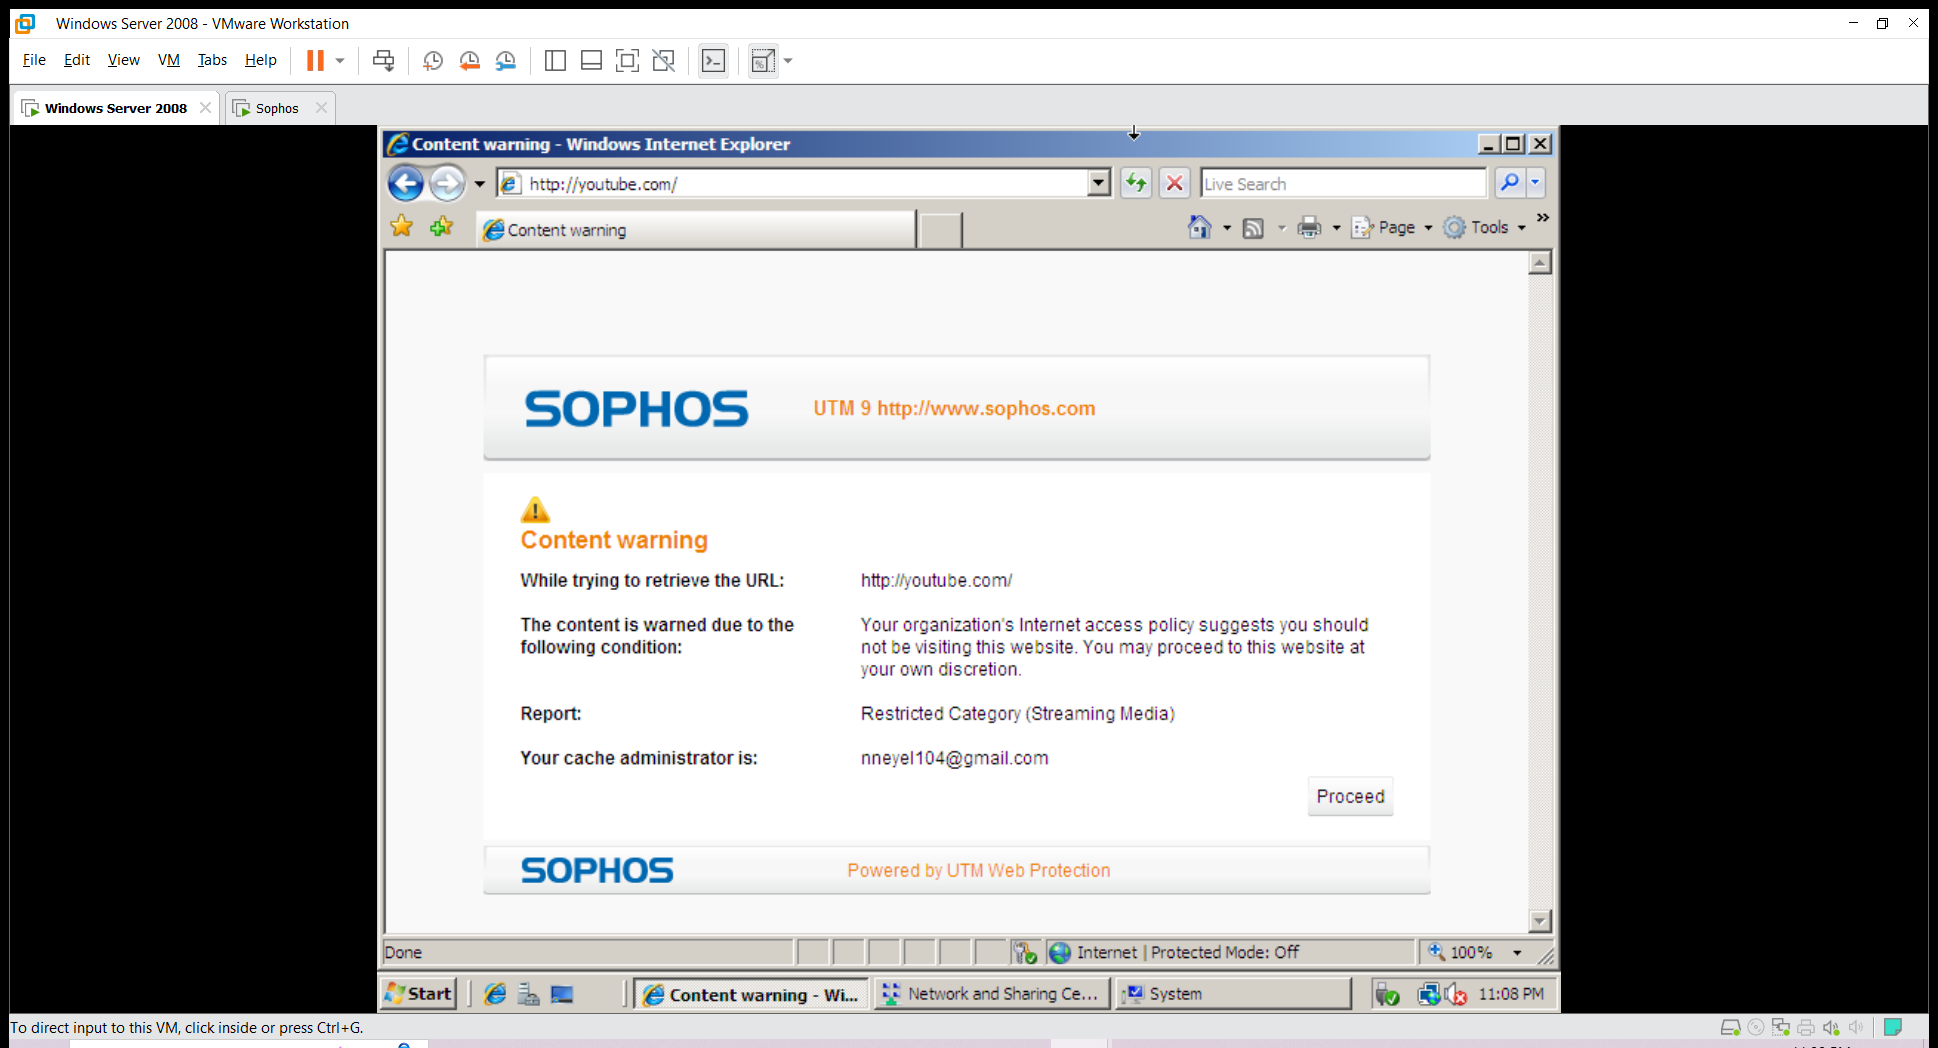 Windows Server 2008 - VMware Workstation
File Edit View VM Tabs Help
Windows Server 2008 Sophos
Content warning - Windows Internet Explorer
http://youtube.com/ Live Search
Content warning Page Tools »
SOPHOS UTM 9 http://www.sophos.com
Content warning
While trying to retrieve the URL: http://youtube.com/
The content is warned due to the following condition:
Your organization's Internet access policy suggests you should
not be visiting this website. You may proceed to this website at
your own discretion.
Report: Restricted Category (Streaming Media)
Your cache administrator is: nneyel104@gmail.com
Proceed
SOPHOS Powered by UTM Web Protection
Done Internet | Protected Mode: Off 100%
Start Content warning - Wi... Network and Sharing Ce... System 11:08 PM
To direct input to this VM, click inside or press Ctrl+G.